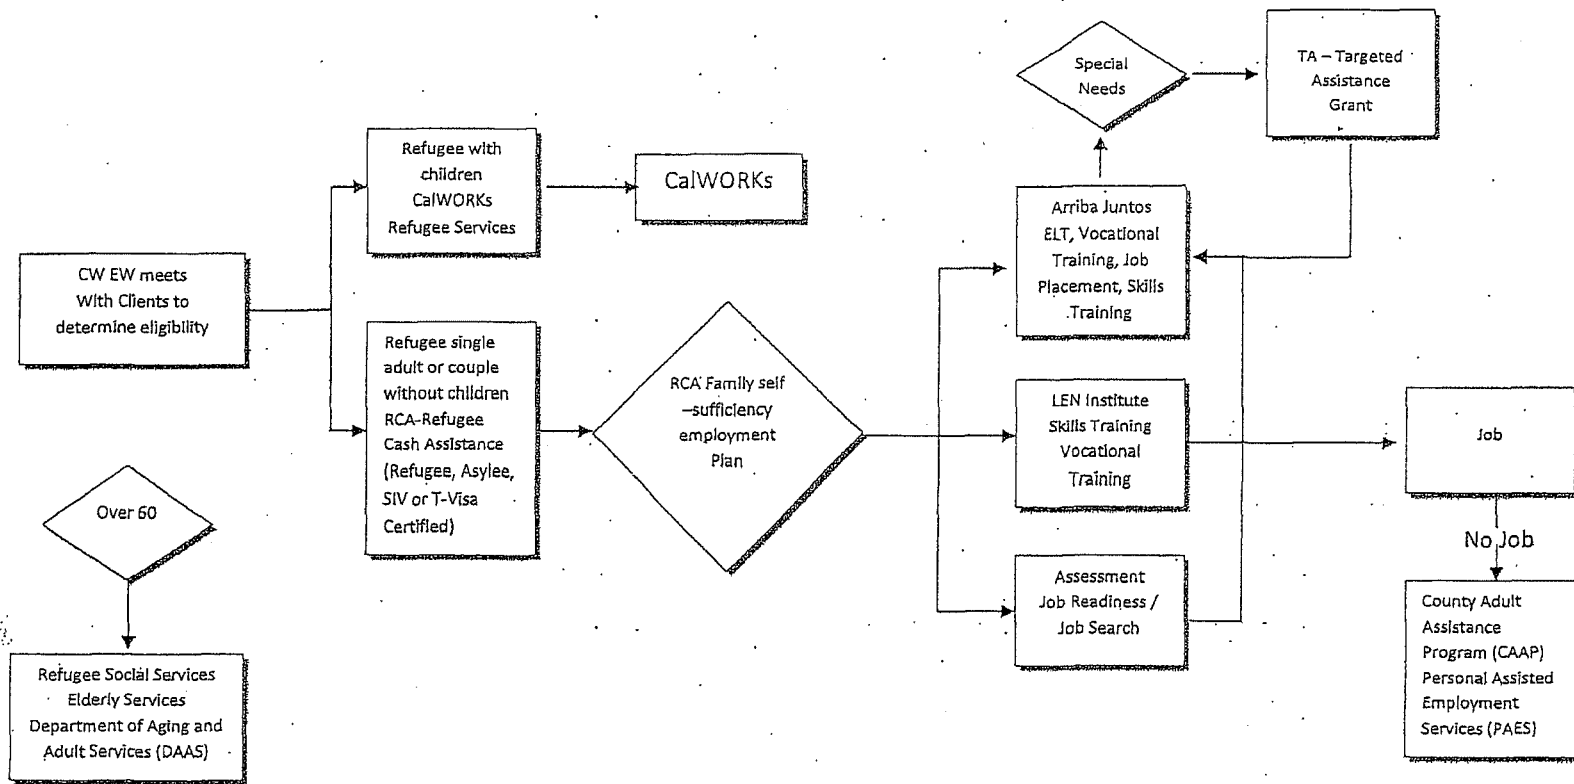 CW EW meets
With Clients to
determine eligibility
Over 60
Refugee Social Services
Elderly Services
Department of Aging and
Adult Services (DAAS)
Refugee with
children
CalWORKs
Refugee Services
CalWORKs
Refugee single
adult or couple
without children
RCA-Refugee
Cash Assistance
(Refugee, Asylee,
SIV or T-Visa
Certified)
RCA Family self
–sufficiency
employment
Plan
Special
Needs
TA – Targeted
Assistance
Grant
Arriba Juntos
ELT, Vocational
Training, Job
Placement, Skills
Training
LEN Institute
Skills Training
Vocational
Training
Assessment
Job Readiness /
Job Search
Job
No Job
County Adult
Assistance
Program (CAAP)
Personal Assisted
Employment
Services (PAES)